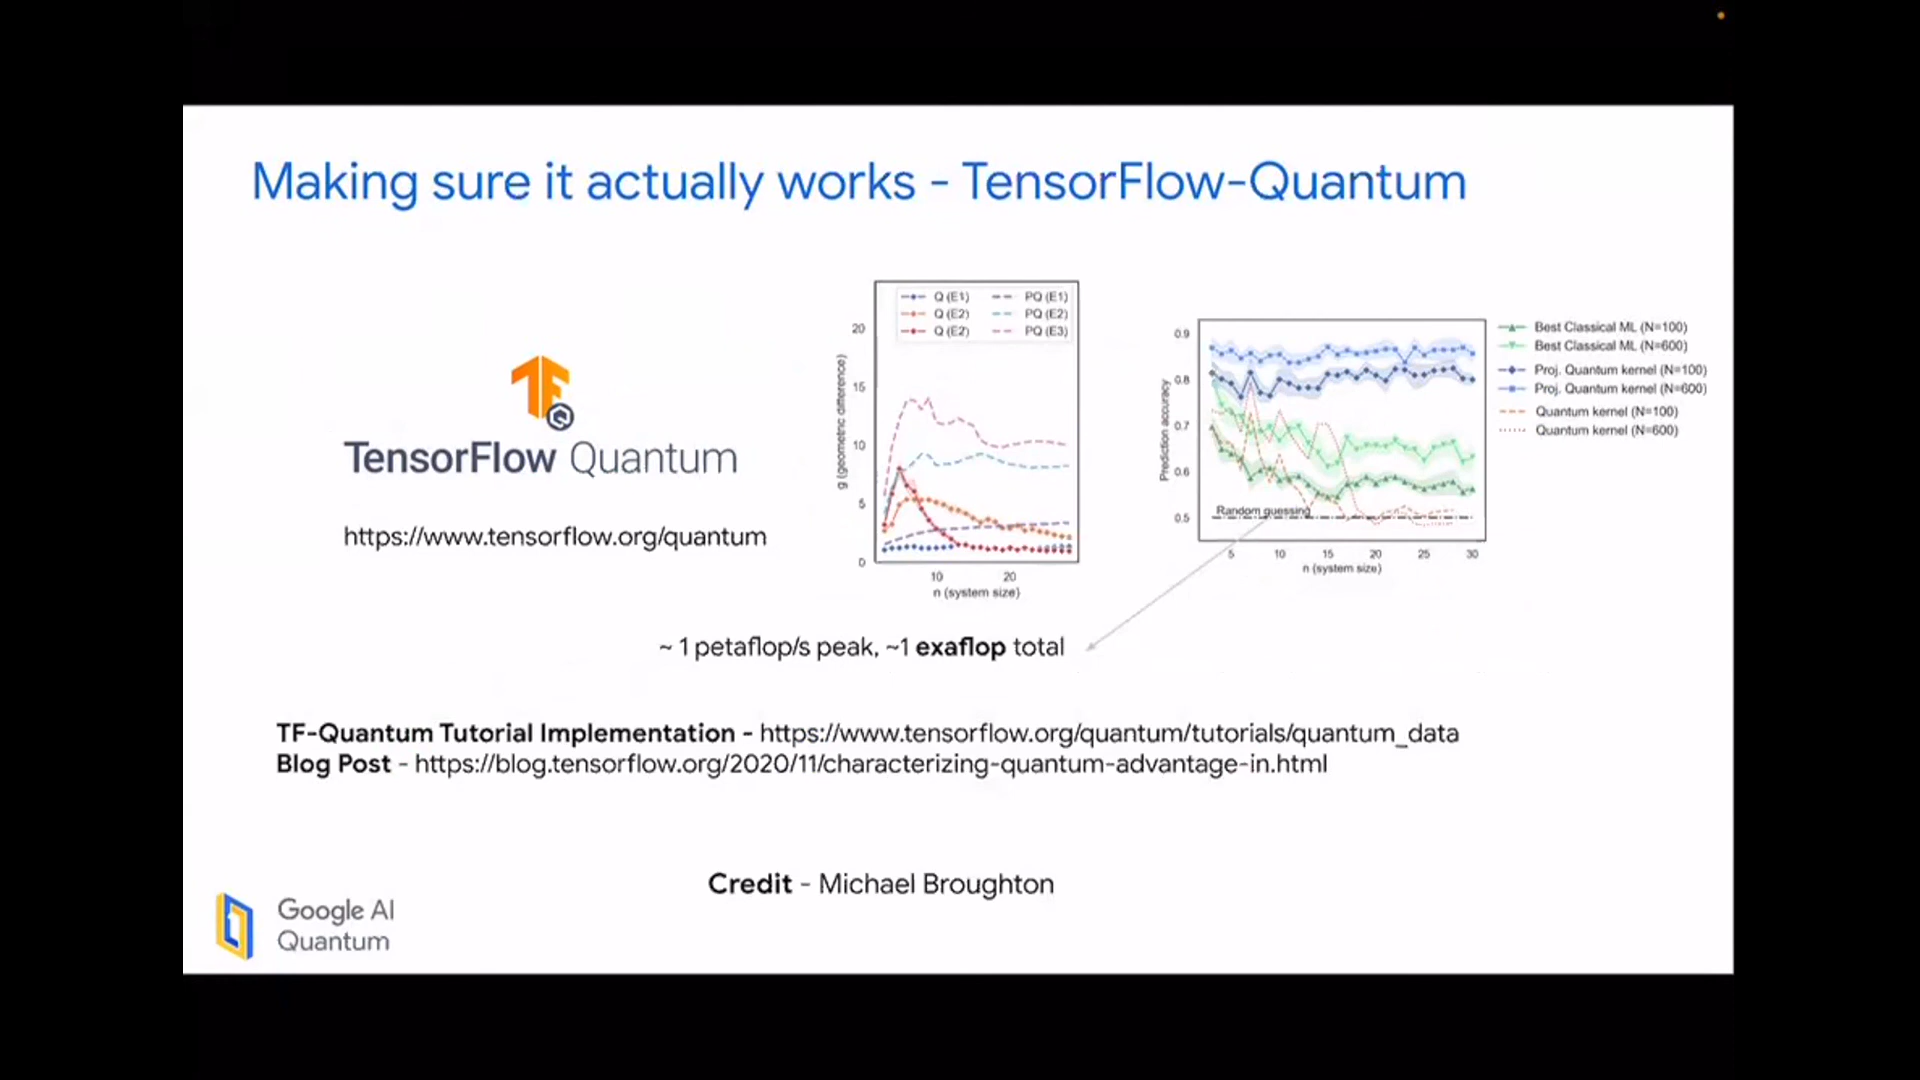 Making sure it actually works - TensorFlow-Quantum
TensorFlow Quantum
https://www.tensorflow.org/quantum
Q (E1)
Q (E2)
Q (E2)
PQ (E1)
PQ (E2)
PQ (E3)
g (geometric difference)
20
15
10
5
0
10 20
n (system size)
Prediction accuracy
0.9
0.8
0.7
0.6
0.5
Random guessing
5 10 15 20 25 30
n (system size)
Best Classical ML (N=100)
Best Classical ML (N=600)
Proj. Quantum kernel (N=100)
Proj. Quantum kernel (N=600)
Quantum kernel (N=100)
Quantum kernel (N=600)
~ 1 petaflop/s peak, ~1 exaflop total
TF-Quantum Tutorial Implementation - https://www.tensorflow.org/quantum/tutorials/quantum_data
Blog Post - https://blog.tensorflow.org/2020/11/characterizing-quantum-advantage-in.html
Credit - Michael Broughton
Google AI
Quantum